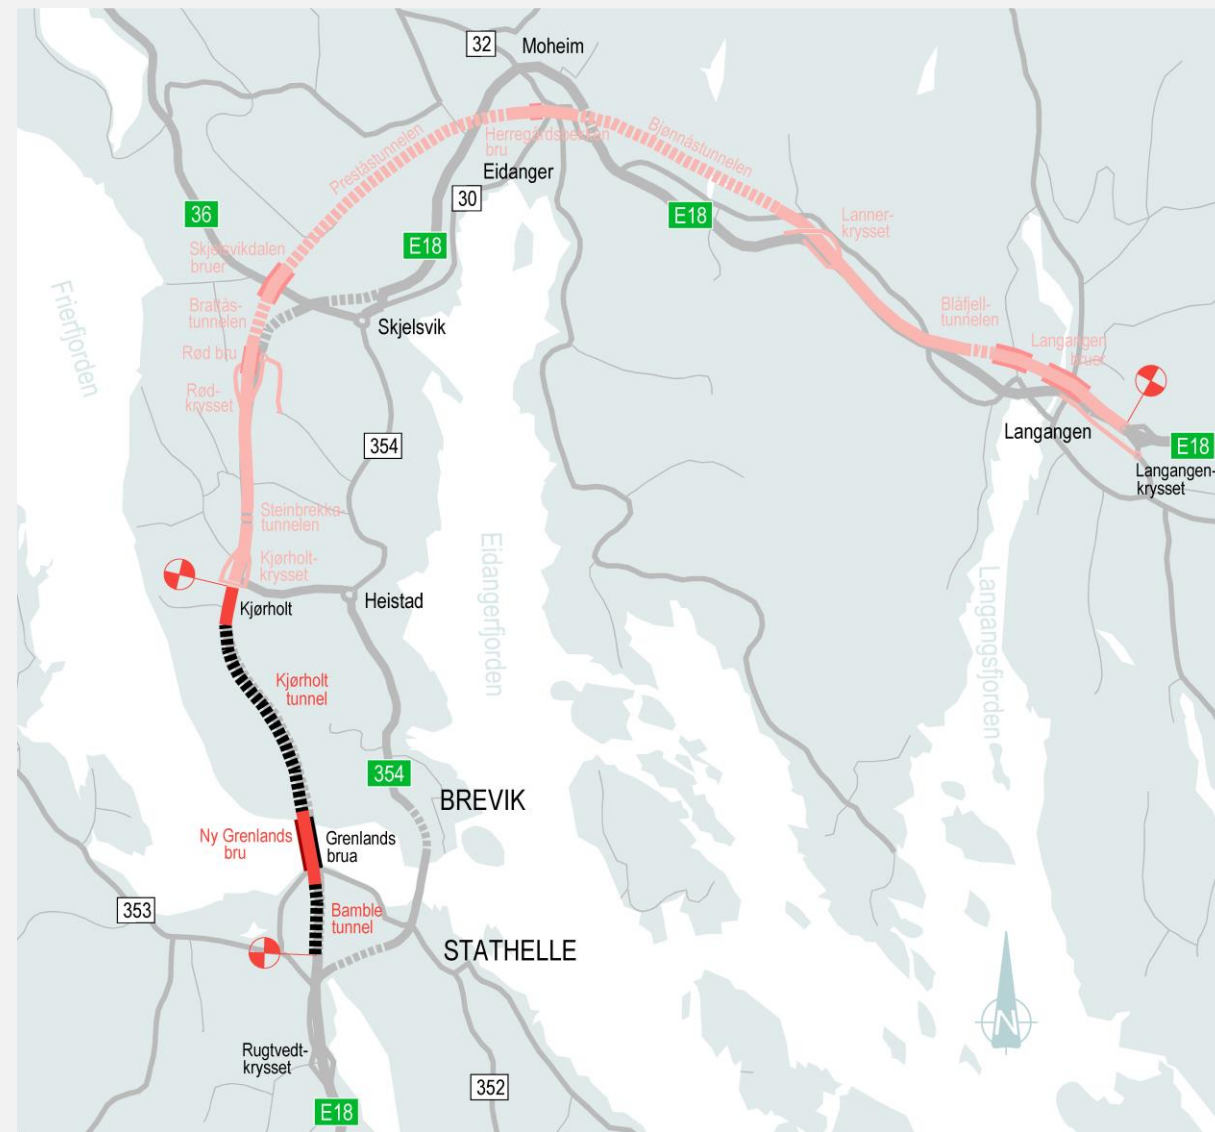 32
Moheim
Preståstunnelen
Herregårdsbekken
bru
Bjønnåstunnelen
Eidanger
30
36
E18
E18
Lanner-
krysset
Skjelsvikdalen
bruer
Frierfjorden
Brattås-
tunnelen
Skjelsvik
Blåfjell-
tunnelen
Langangen
bruer
Rød bru
Rød-
krysset
354
Langangen
E18
Langangen-
krysset
Steinbrekka-
tunnelen
Eidangerfjorden
Kjørholt-
krysset
Langangsfjorden
Kjørholt
Heistad
Kjørholt
tunnel
354
BREVIK
Ny Grenlands
bru
Grenlands
brua
353
Bamble
tunnel
STATHELLE
N
Rugtvedt-
krysset
352
E18